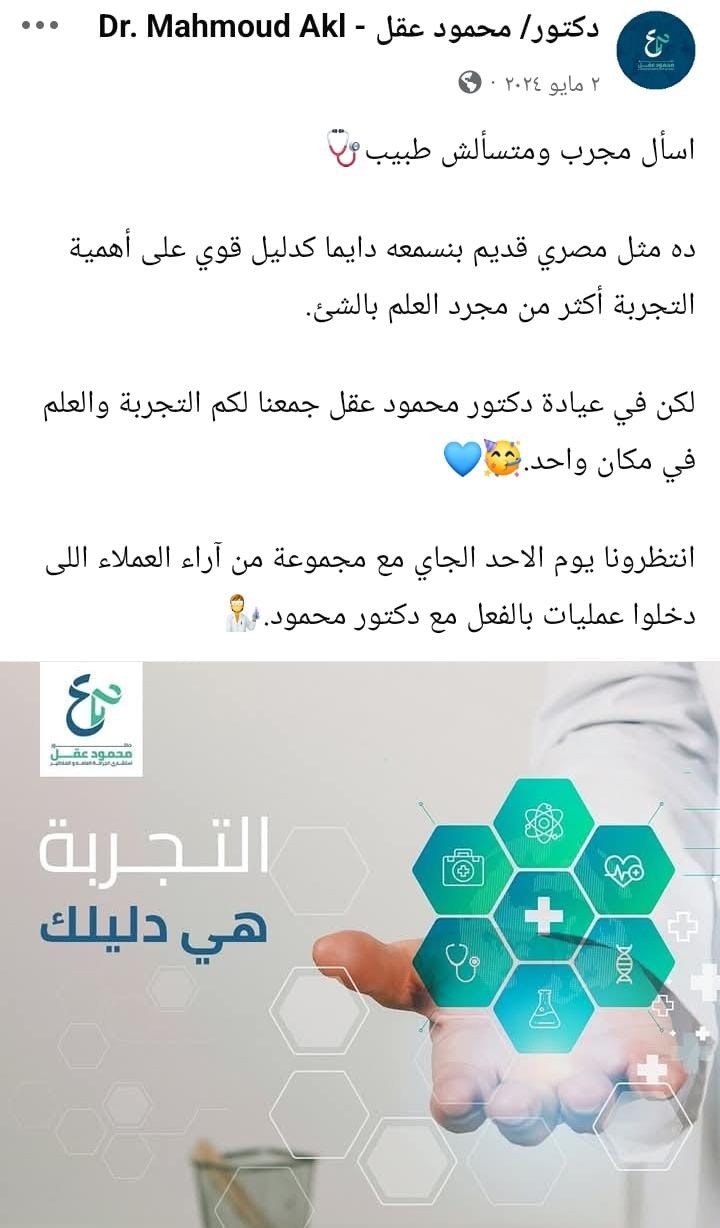 دكتور/ محمود عقل - Dr. Mahmoud Akl
٢ مايو ٢٠٢٤ ·
اسأل مجرب ومتسألش طبيب🩺
ده مثل مصري قديم بنسمعه دايما كدليل قوي على أهمية
التجربة أكثر من مجرد العلم بالشئ.
لكن في عيادة دكتور محمود عقل جمعنا لكم التجربة والعلم
في مكان واحد.🥳💙
انتظرونا يوم الاحد الجاي مع مجموعة من آراء العملاء اللى
دخلوا عمليات بالفعل مع دكتور محمود.👨‍⚕️
محمود عقل
محمود عقل
التجربة
هي دليلك